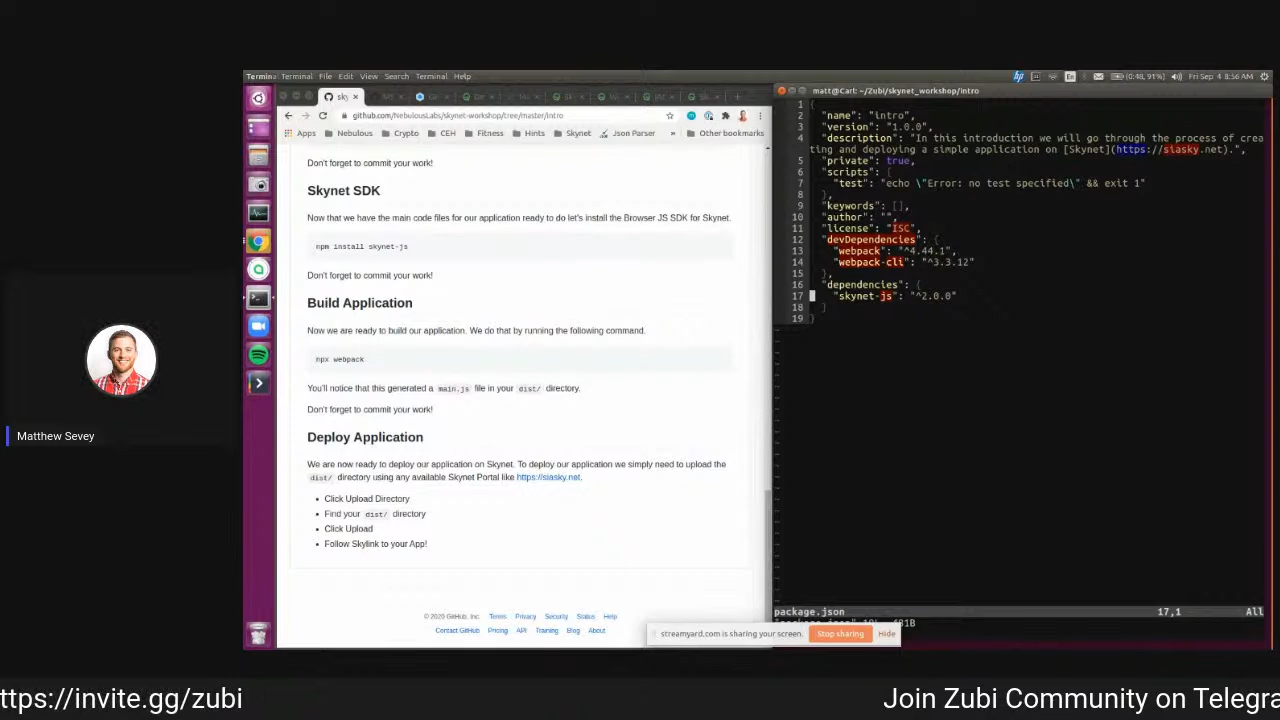 Terminal Terminal File Edit View Search Terminal Help
(0:48, 91%) Fri Sep 4 8:56 AM
sky
github.com/NebulousLabs/skynet-workshop/tree/master/intro
Apps Nebulous Crypto CEH Fitness Hints Skynet Json Parser » Other bookmarks
Don't forget to commit your work!
Skynet SDK
Now that we have the main code files for our application ready to do let's install the Browser JS SDK for Skynet.
npm install skynet-js
Don't forget to commit your work!
Build Application
Now we are ready to build our application. We do that by running the following command.
npx webpack
You'll notice that this generated a main.js file in your dist/ directory.
Don't forget to commit your work!
Deploy Application
We are now ready to deploy our application on Skynet. To deploy our application we simply need to upload the
dist/ directory using any available Skynet Portal like https://siasky.net.
• Click Upload Directory
• Find your dist/ directory
• Click Upload
• Follow Skylink to your App!
© 2020 GitHub, Inc. Terms Privacy Security Status Help
Contact GitHub Pricing API Training Blog About
matt@Carl: ~/Zubi/skynet_workshop/intro
1 {
2 "name": "intro",
3 "version": "1.0.0",
4 "description": "In this introduction we will go through the process of crea
ting and deploying a simple application on [Skynet](https://siasky.net).",
5 "private": true,
6 "scripts": {
7 "test": "echo \"Error: no test specified\" && exit 1"
8 },
9 "keywords": [],
10 "author": "",
11 "license": "ISC",
12 "devDependencies": {
13 "webpack": "^4.44.1",
14 "webpack-cli": "^3.3.12"
15 },
16 "dependencies": {
17 "skynet-js": "^2.0.0"
18 }
19 }
package.json 17,1 All
streamyard.com is sharing your screen. Stop sharing Hide
ttps://invite.gg/zubi
Join Zubi Community on Telegra